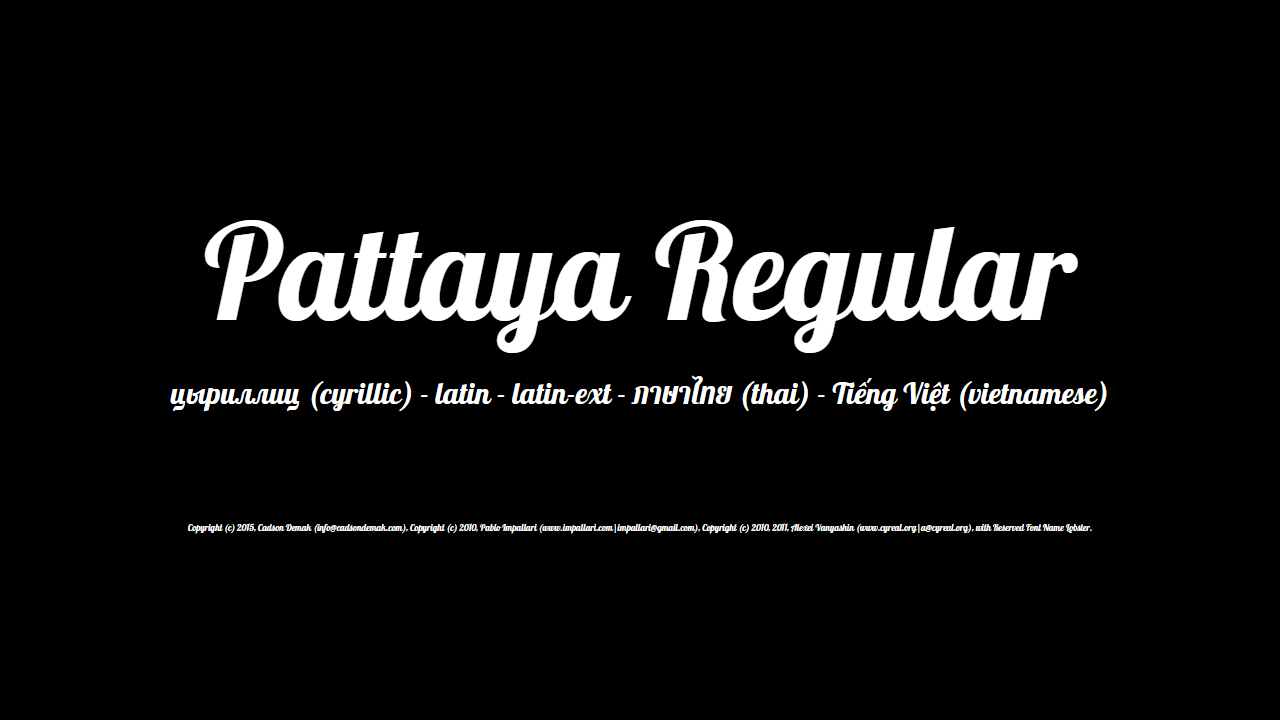 Pattaya Regular
цыриллиц (cyrillic) - latin - latin-ext - ภาษาไทย (thai) - Tiếng Việt (vietnamese)
Copyright (c) 2015, Cadson Demak (info@cadsondemak.com), Copyright (c) 2010, Pablo Impallari (www.impallari.com|impallari@gmail.com), Copyright (c) 2010, 2011, Alexei Vanyashin (www.cyreal.org|a@cyreal.org), with Reserved Font Name Lobster.